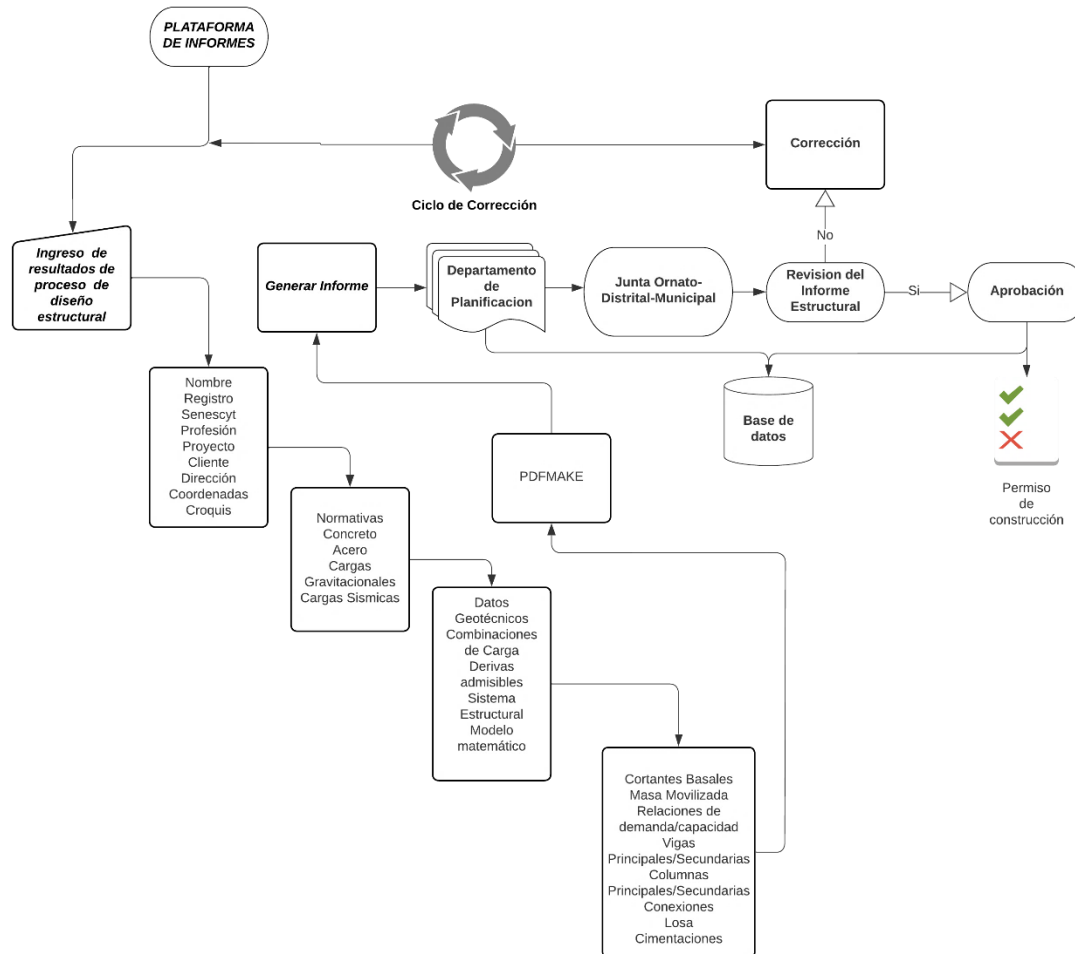 PLATAFORMA
DE INFORMES
Corrección
Ciclo de Corrección
No
Ingreso de
resultados de
proceso de
diseño
estructural
Generar Informe
Departamento
de
Planificacion
Junta Ornato-
Distrital-Municipal
Revision del
Informe
Estructural
Si
Aprobación
Nombre
Registro
Senescyt
Profesión
Proyecto
Cliente
Dirección
Coordenadas
Croquis
Base de
datos
Permiso
de
construcción
PDFMAKE
Normativas
Concreto
Acero
Cargas
Gravitacionales
Cargas Sismicas
Datos
Geotécnicos
Combinaciones
de Carga
Derivas
admisibles
Sistema
Estructural
Modelo
matemático
Cortantes Basales
Masa Movilizada
Relaciones de
demanda/capacidad
Vigas
Principales/Secundarias
Columnas
Principales/Secundarias
Conexiones
Losa
Cimentaciones